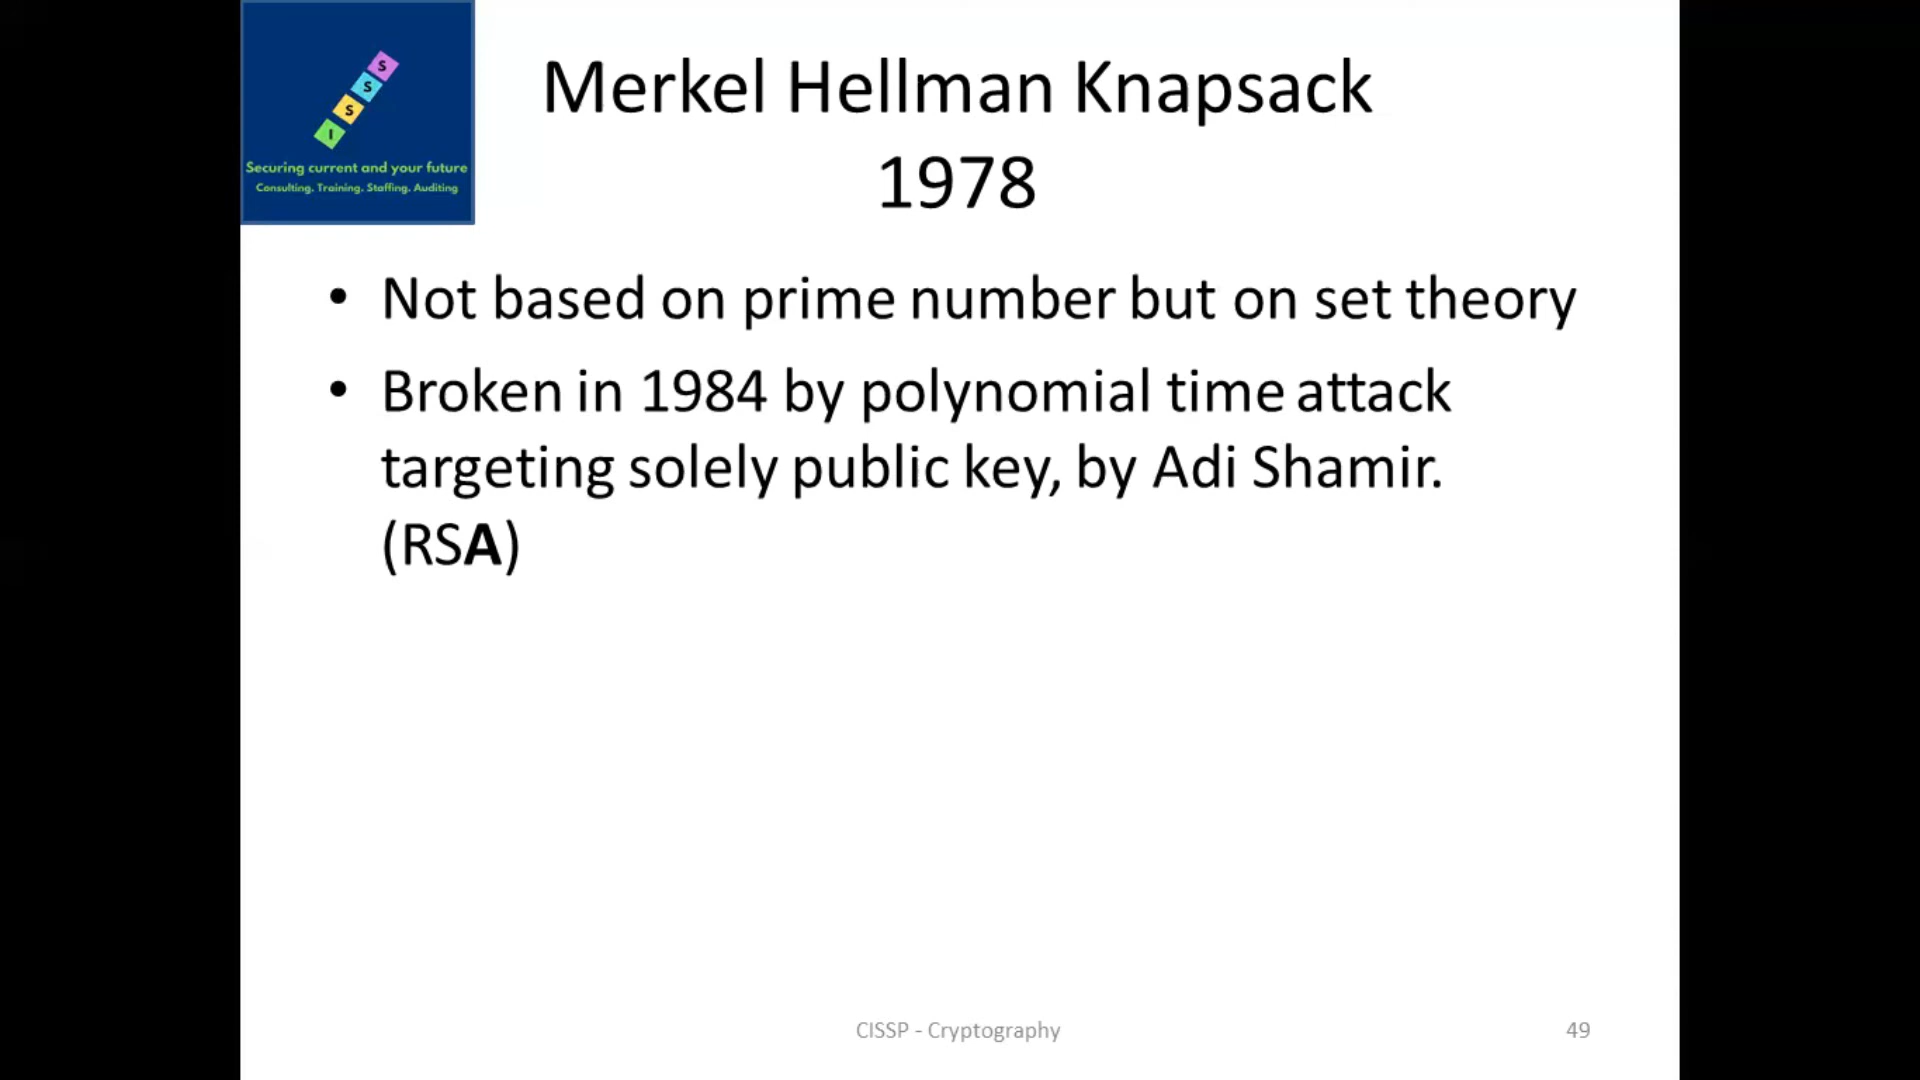 S
S
S
I
Securing current and your future
Consulting. Training. Staffing. Auditing
Merkel Hellman Knapsack
1978
• Not based on prime number but on set theory
• Broken in 1984 by polynomial time attack
targeting solely public key, by Adi Shamir.
(RSA)
CISSP - Cryptography
49